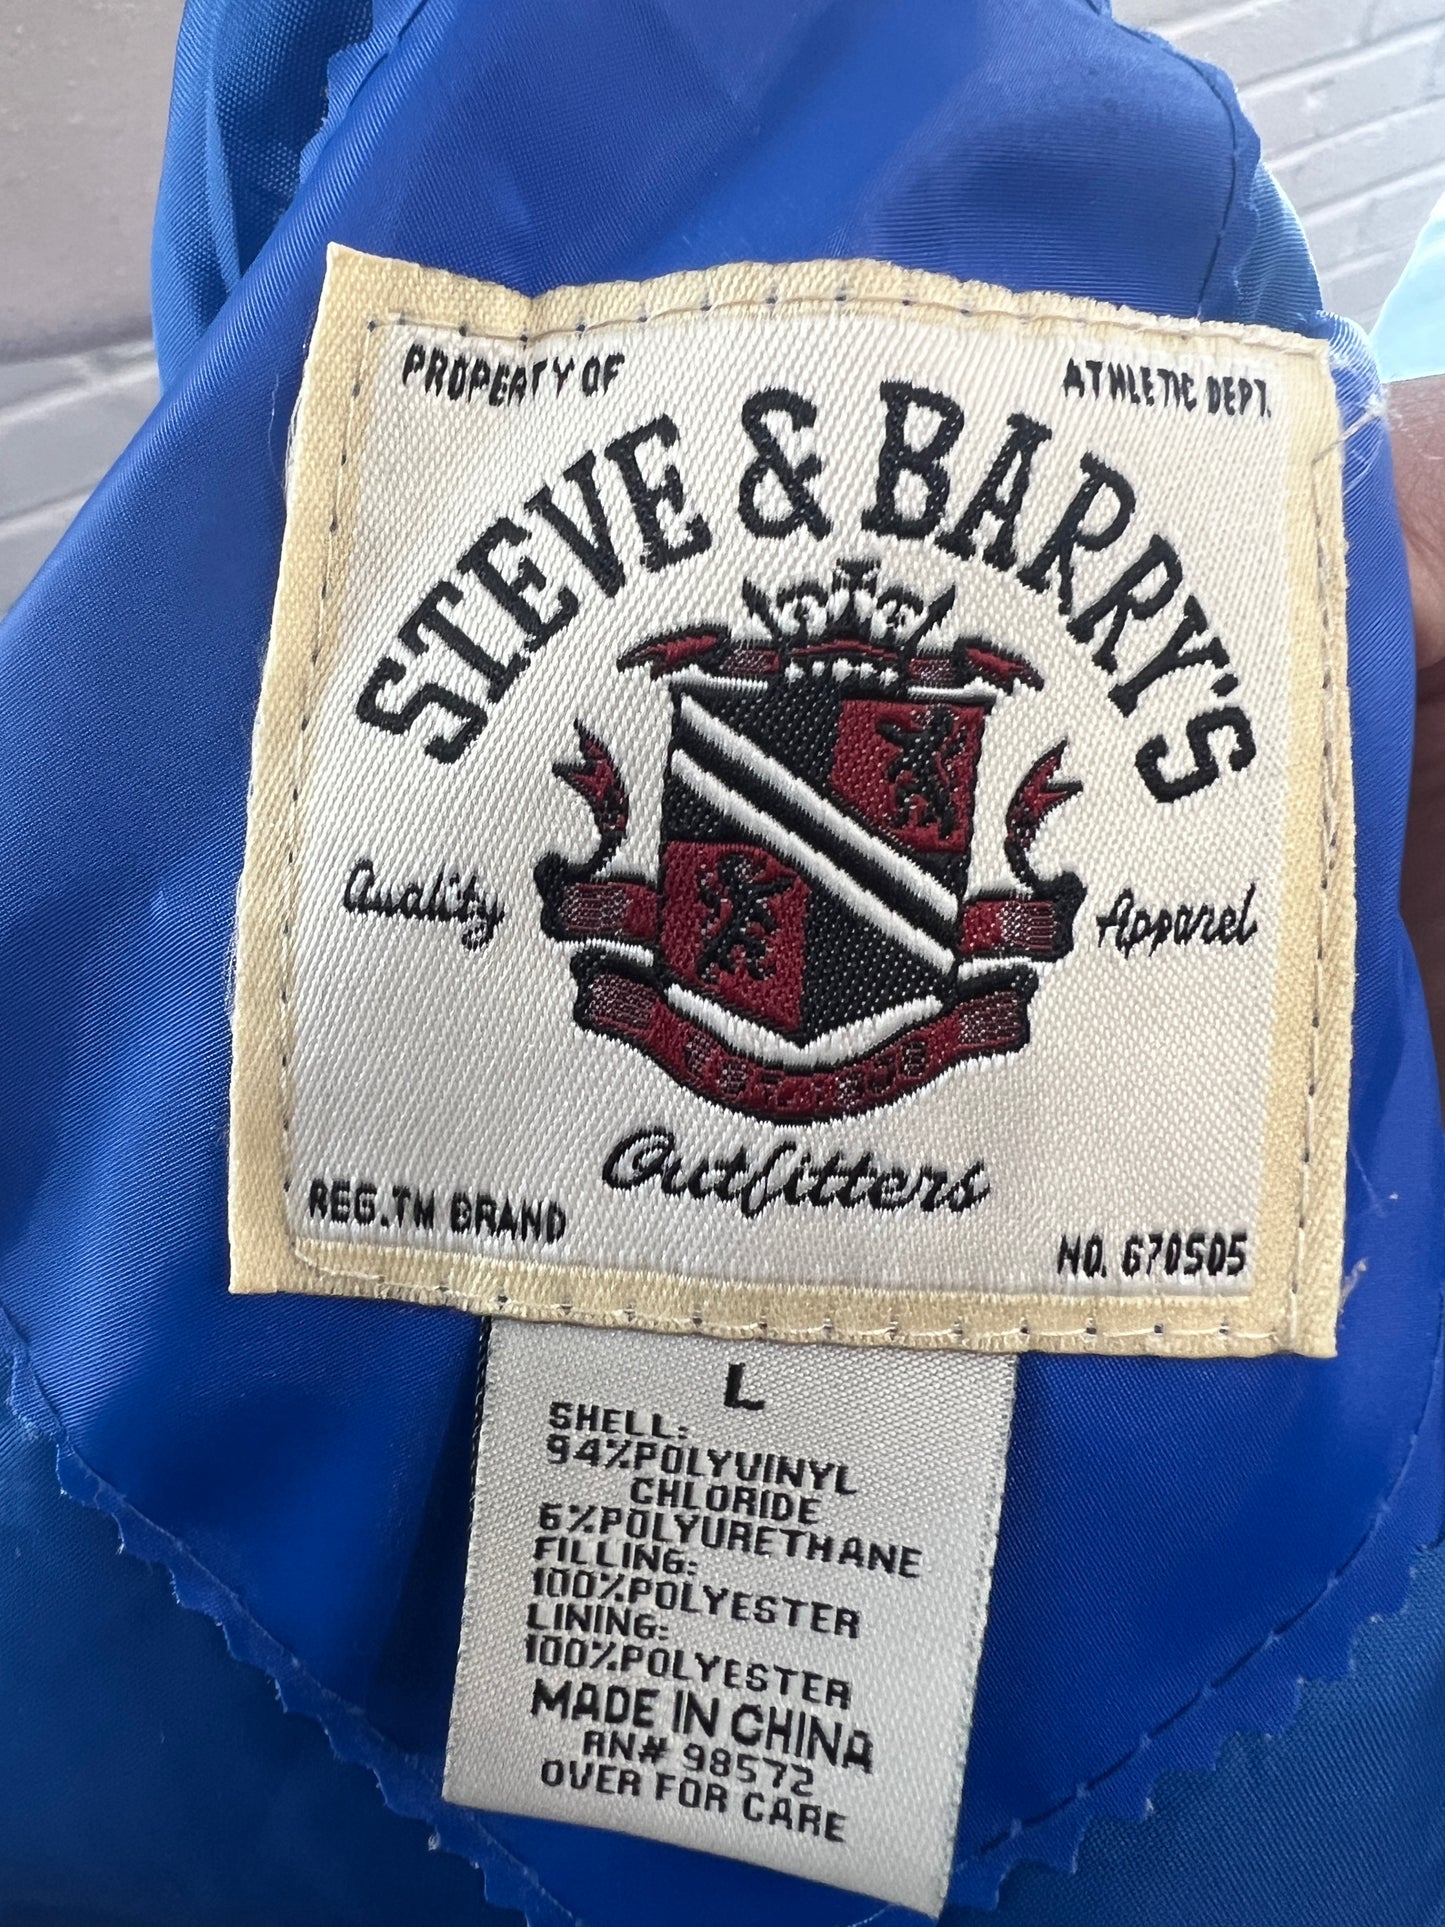 PROPERTY OF
ATHLETIC DEPT.
STEVE & BARRY'S
Quality
Apparel
Outfitters
REG.TM BRAND
NO. 670505
L
SHELL:
94%POLYVINYL
CHLORIDE
6%POLYURETHANE
FILLING:
100%POLYESTER
LINING:
100%POLYESTER
MADE IN CHINA
RN# 98572
OVER FOR CARE